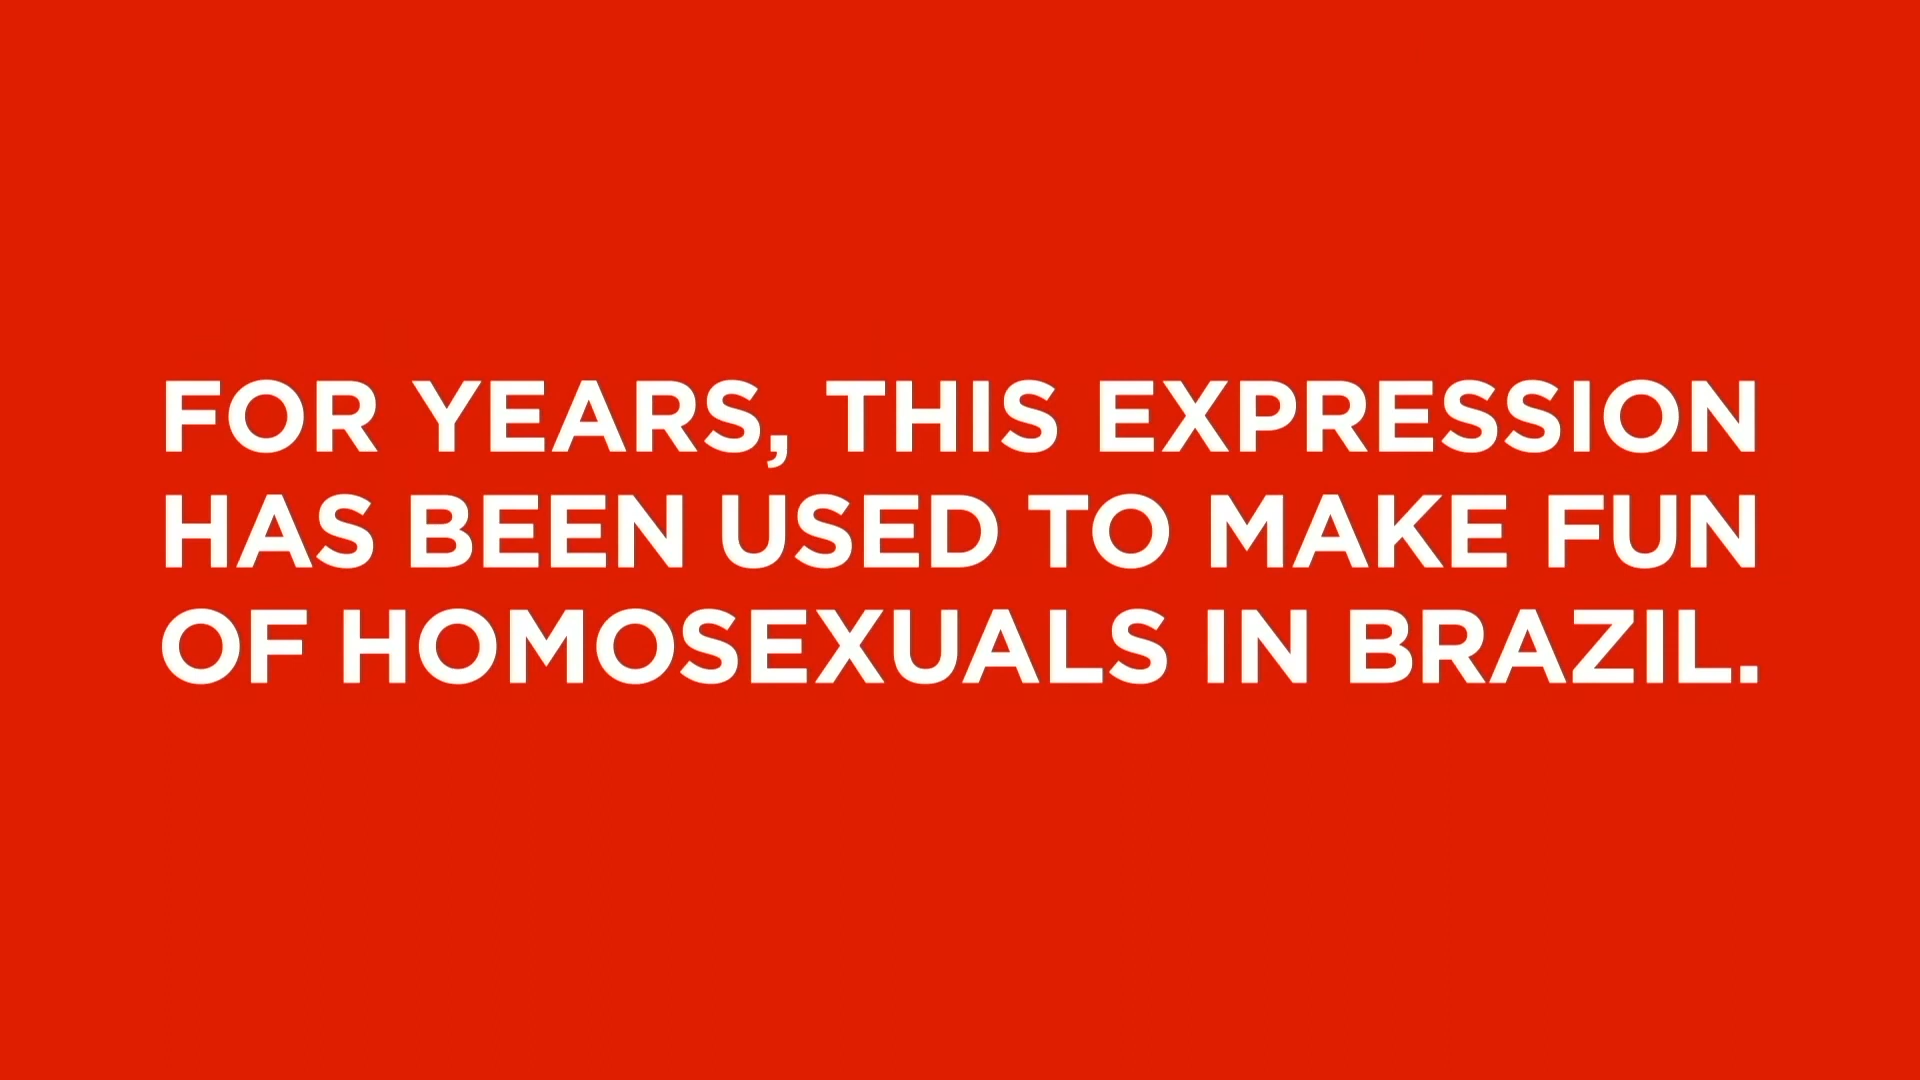 FOR YEARS, THIS EXPRESSION
HAS BEEN USED TO MAKE FUN
OF HOMOSEXUALS IN BRAZIL.